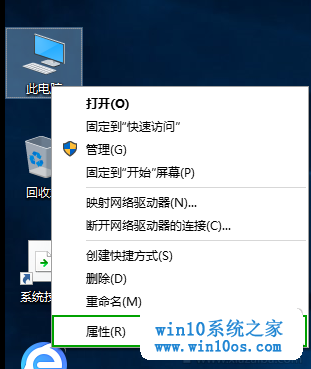 此电脑
打开(O)
固定到"快速访问"
管理(G)
固定到"开始"屏幕(P)
映射网络驱动器(N)...
断开网络驱动器的连接(C)...
创建快捷方式(S)
删除(D)
重命名(M)
属性(R)
回收
系统技
win10系统之家
www.win10os.com